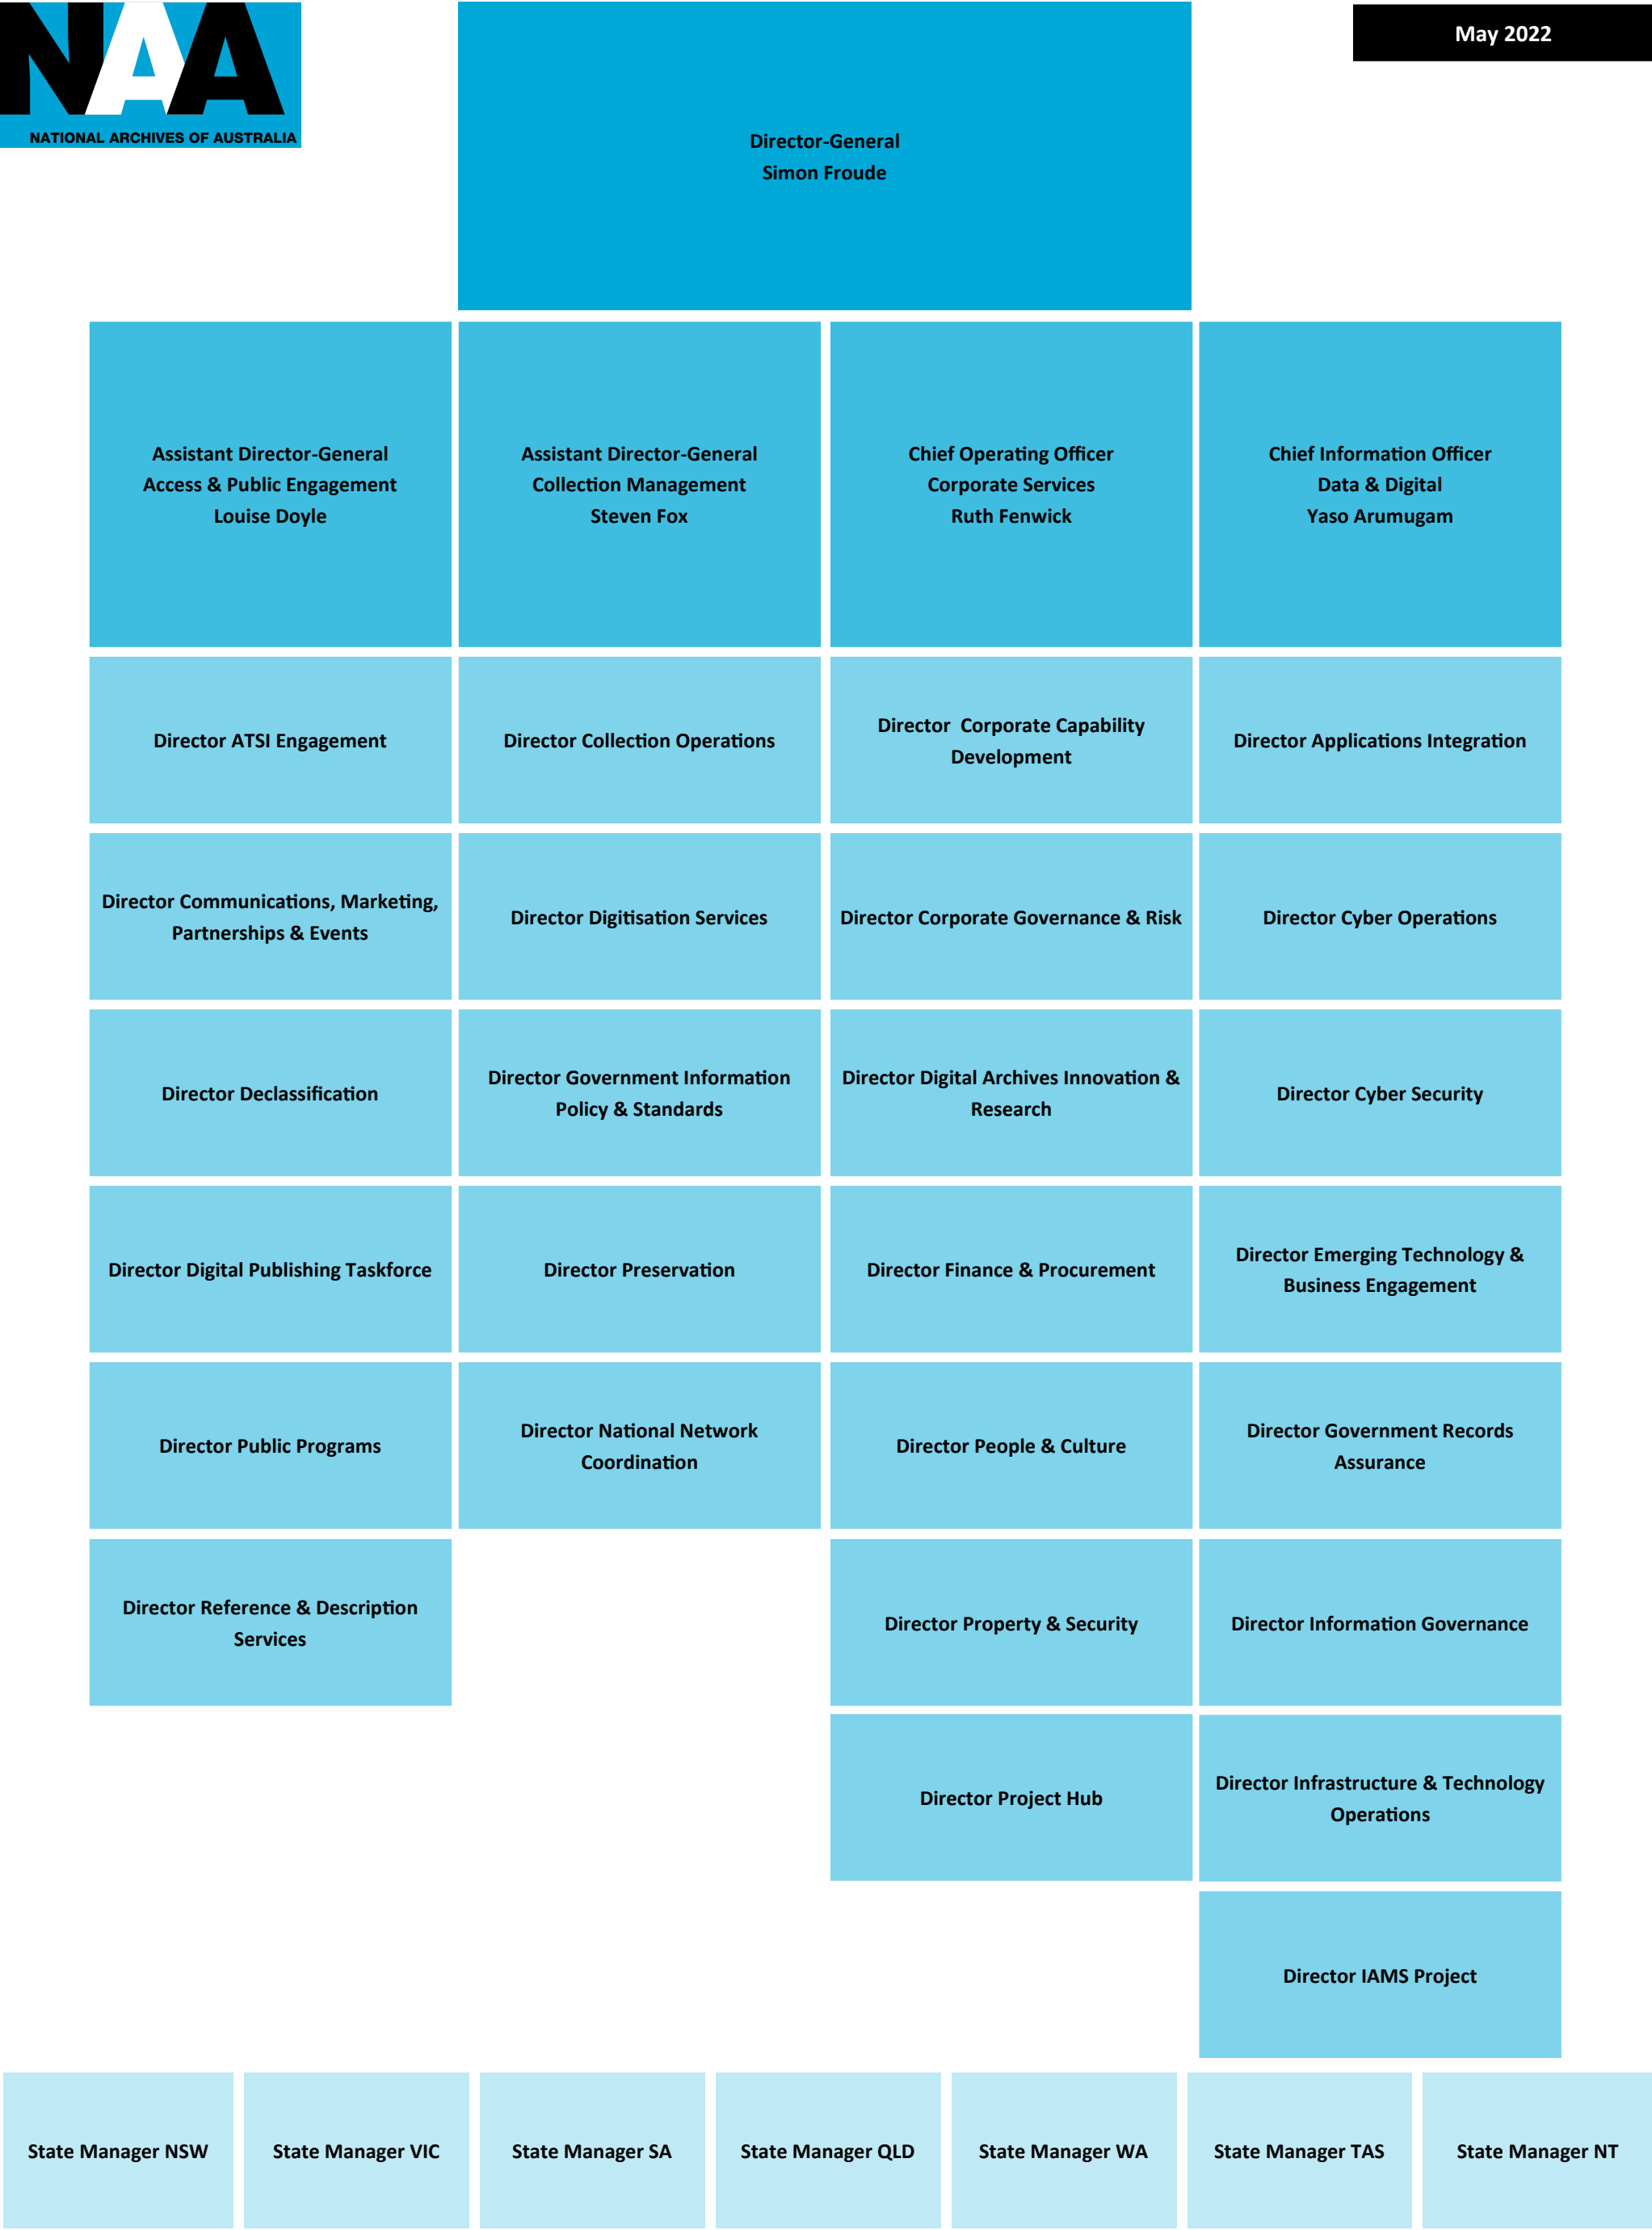 NAA
NATIONAL ARCHIVES OF AUSTRALIA
May 2022
Director-General
Simon Froude
Assistant Director-General
Access & Public Engagement
Louise Doyle
Assistant Director-General
Collection Management
Steven Fox
Chief Operating Officer
Corporate Services
Ruth Fenwick
Chief Information Officer
Data & Digital
Yaso Arumugam
Director ATSI Engagement
Director Collection Operations
Director Corporate Capability
Development
Director Applications Integration
Director Communications, Marketing,
Partnerships & Events
Director Digitisation Services
Director Corporate Governance & Risk
Director Cyber Operations
Director Declassification
Director Government Information
Policy & Standards
Director Digital Archives Innovation &
Research
Director Cyber Security
Director Digital Publishing Taskforce
Director Preservation
Director Finance & Procurement
Director Emerging Technology &
Business Engagement
Director Public Programs
Director National Network
Coordination
Director People & Culture
Director Government Records
Assurance
Director Reference & Description
Services
Director Property & Security
Director Information Governance
Director Project Hub
Director Infrastructure & Technology
Operations
Director IAMS Project
State Manager NSW
State Manager VIC
State Manager SA
State Manager QLD
State Manager WA
State Manager TAS
State Manager NT